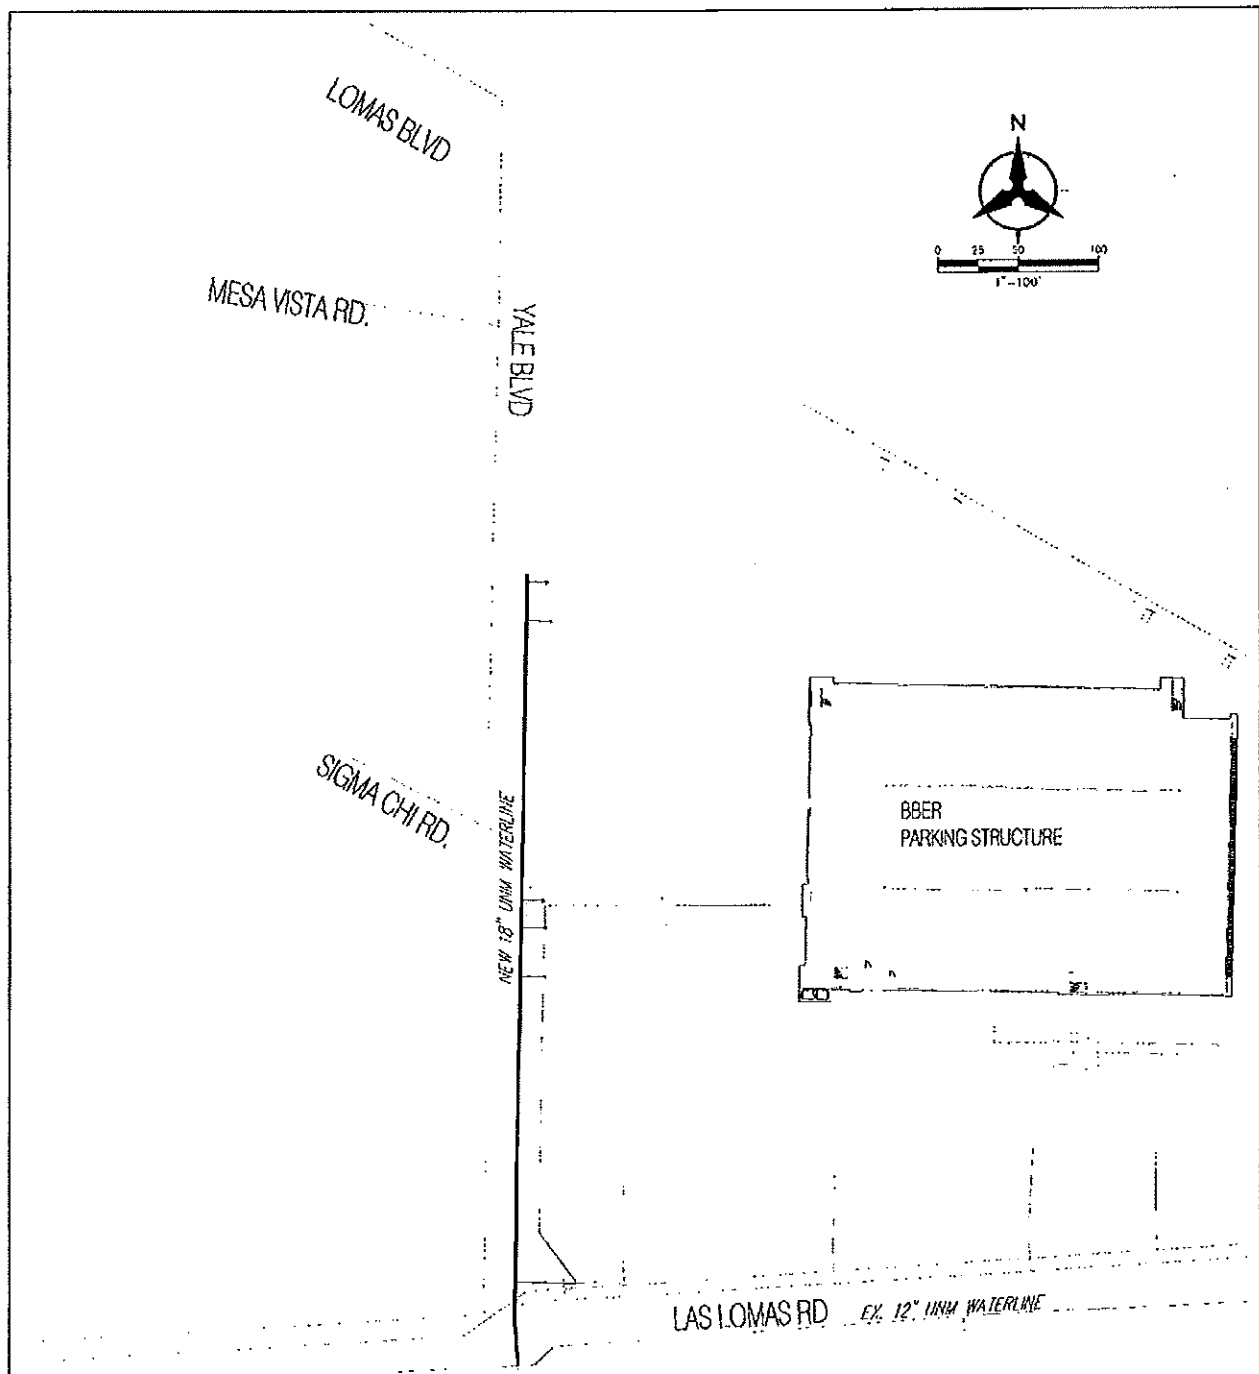 LOMAS BLVD
N
0 25 50 100
1"-100'
MESA VISTA RD.
YALE BLVD
SIGMA CHI RD.
NEW 18" UNM WATERLINE
BBER
PARKING STRUCTURE
LAS LOMAS RD
EX. 12" UNM WATERLINE